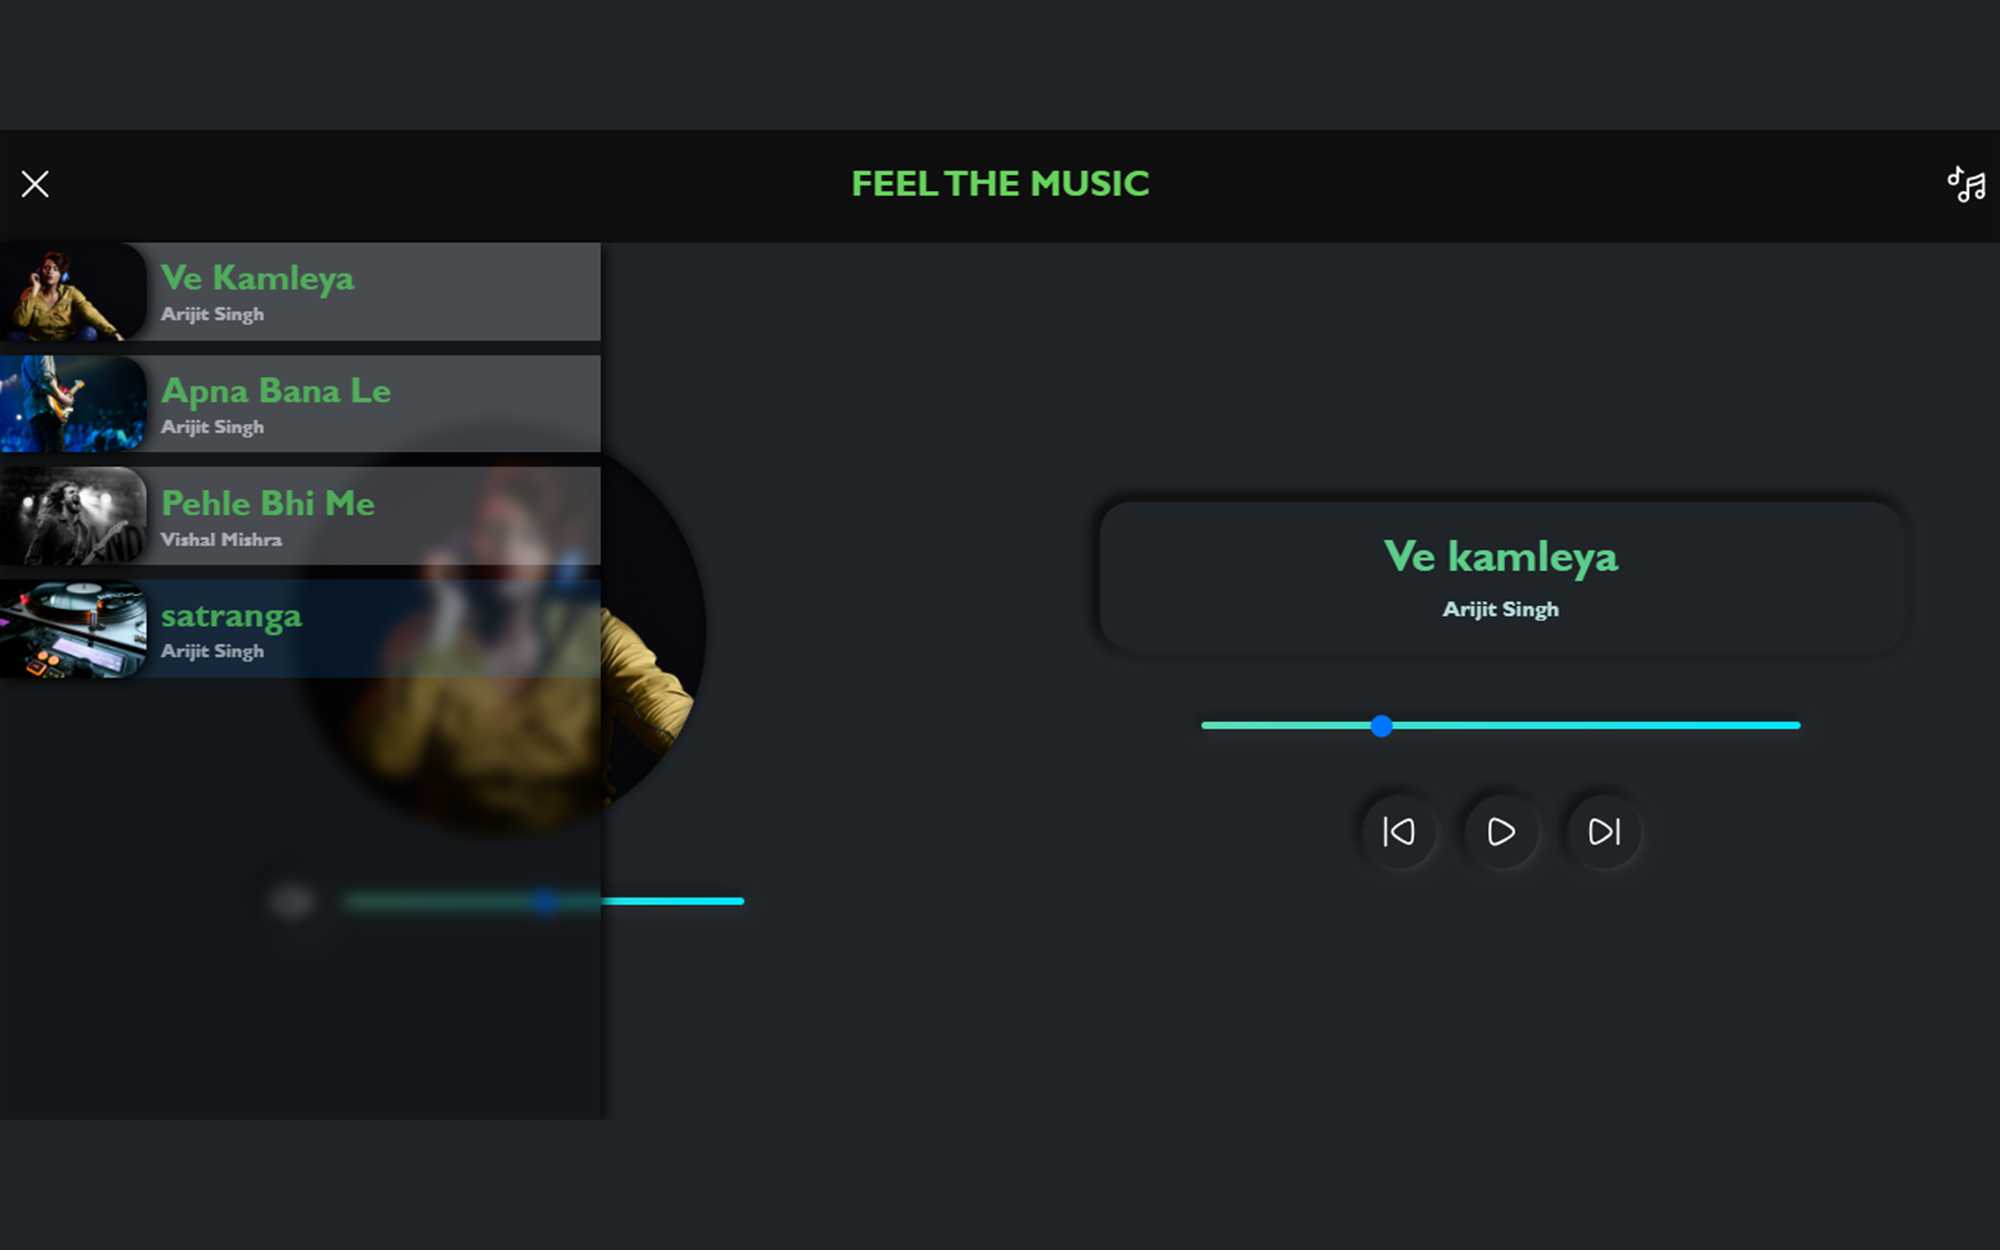 FEEL THE MUSIC
Ve Kamleya
Arijit Singh
Apna Bana Le
Arijit Singh
Pehle Bhi Me
Vishal Mishra
satranga
Arijit Singh
Ve kamleya
Arijit Singh